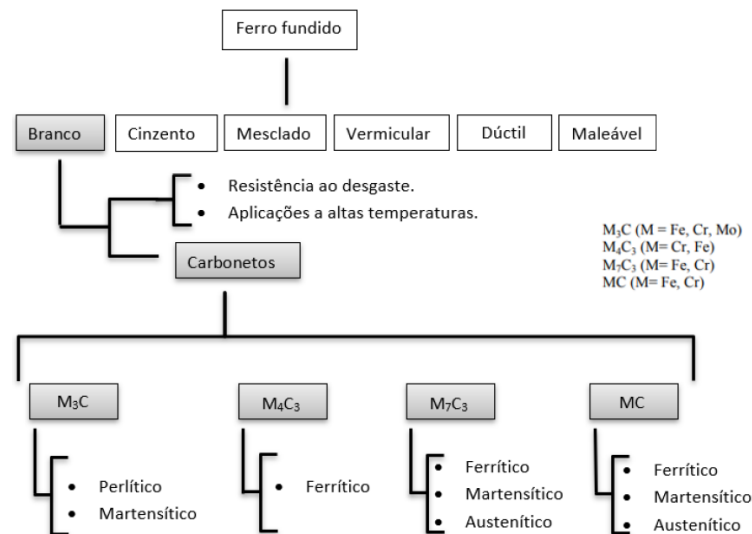 Ferro fundido
Branco
Cinzento
Mesclado
Vermicular
Dúctil
Maleável
• Resistência ao desgaste.
• Aplicações a altas temperaturas.
Carbonetos
M₃C (M = Fe, Cr, Mo)
M₄C₃ (M= Cr, Fe)
M₇C₃ (M= Fe, Cr)
MC (M= Fe, Cr)
M₃C
M₄C₃
M₇C₃
MC
• Perlítico
• Martensítico
• Ferrítico
• Ferrítico
• Martensítico
• Austenítico
• Ferrítico
• Martensítico
• Austenítico